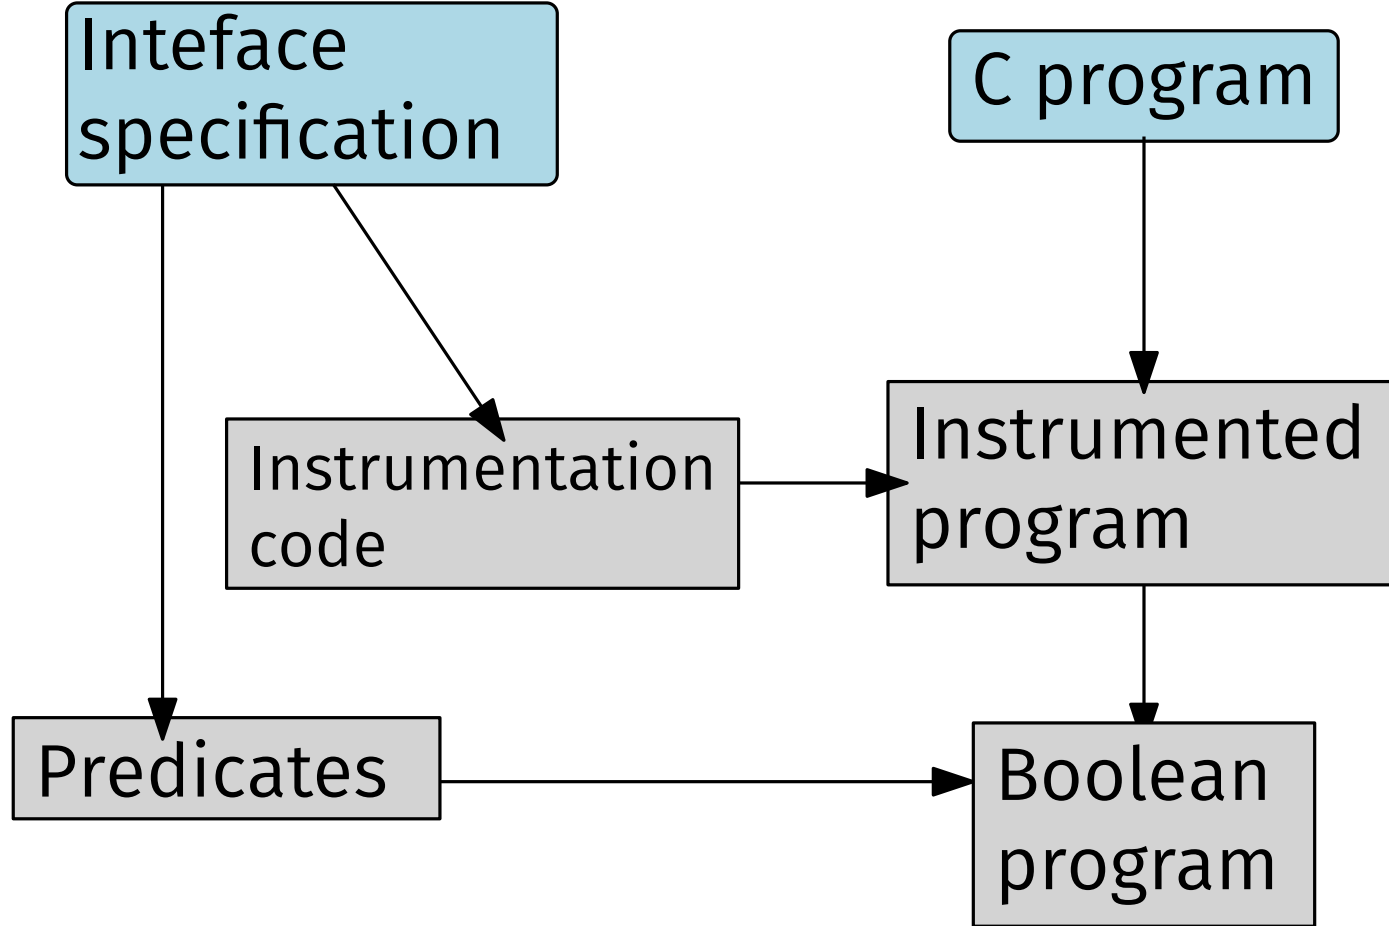 Inteface
specification
C program
Instrumentation
code
Instrumented
program
Predicates
Boolean
program